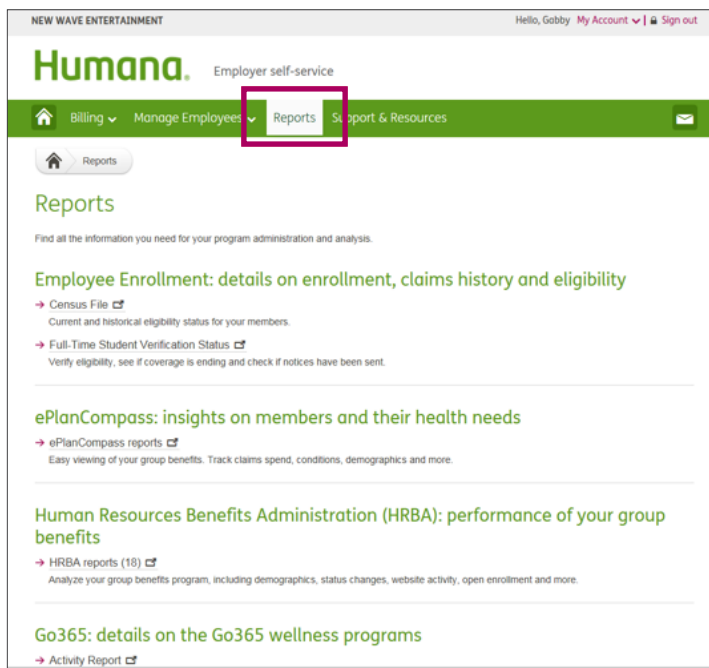 NEW WAVE ENTERTAINMENT
Hello, Gabby My Account | Sign out
Humana. Employer self-service
Billing Manage Employees Reports Support & Resources
Reports
Reports
Find all the information you need for your program administration and analysis.
Employee Enrollment: details on enrollment, claims history and eligibility
→ Census File
Current and historical eligibility status for your members.
→ Full-Time Student Verification Status
Verify eligibility, see if coverage is ending and check if notices have been sent.
ePlanCompass: insights on members and their health needs
→ ePlanCompass reports
Easy viewing of your group benefits. Track claims spend, conditions, demographics and more.
Human Resources Benefits Administration (HRBA): performance of your group
benefits
→ HRBA reports (18)
Analyze your group benefits program, including demographics, status changes, website activity, open enrollment and more.
Go365: details on the Go365 wellness programs
→ Activity Report